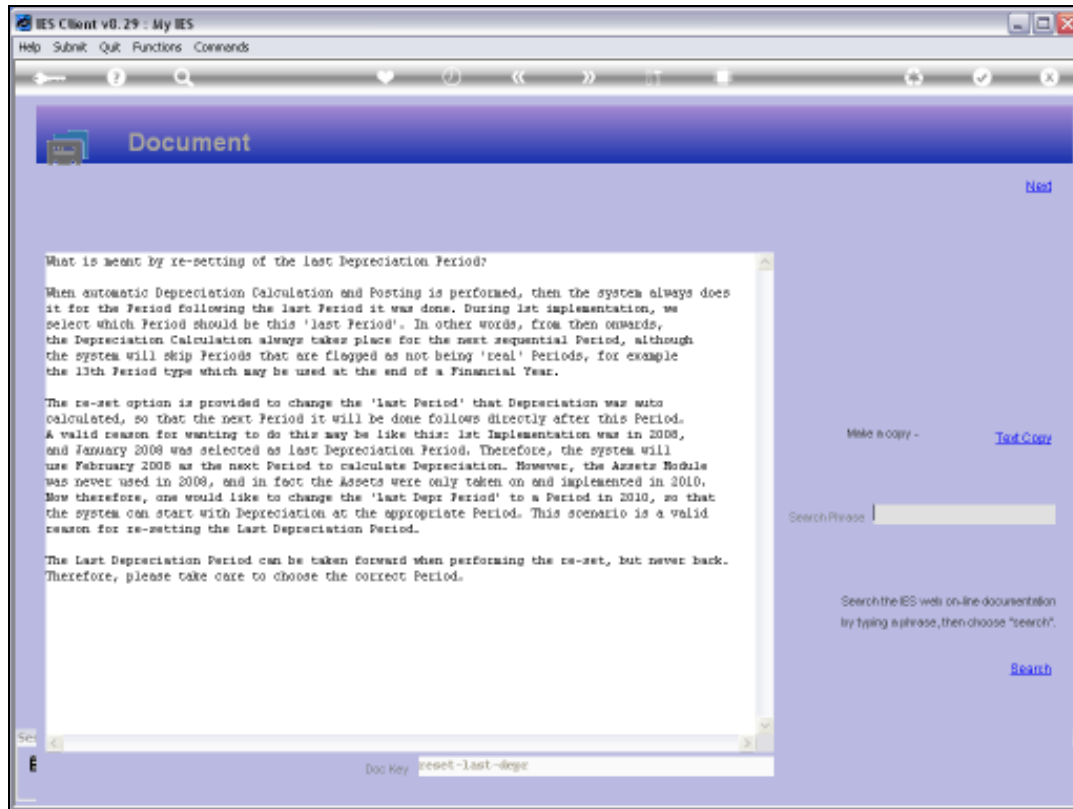 IES Client v8.29 : My IES
Help Submit Quit Functions Commands
Document
Next
What is meant by re-setting of the last Depreciation Period?
When automatic Depreciation Calculation and Posting is performed, then the system always does
it for the Period following the last Period it was done. During 1st implementation, we
select which Period should be this 'last Period'. In other words, from then onwards,
the Depreciation Calculation always takes place for the next sequential Period, although
the system will skip Periods that are flagged as not being 'real' Periods, for example
the 13th Period type which may be used at the end of a Financial Year.
The re-set option is provided to change the 'last Period' that Depreciation was auto
calculated, so that the next Period it will be done follows directly after this Period.
A valid reason for wanting to do this may be like this: 1st Implementation was in 2008,
and January 2008 was selected as last Depreciation Period. Therefore, the system will
use February 2008 as the next Period to calculate Depreciation. However, the Assets Module
was never used in 2008, and in fact the Assets were only taken on and implemented in 2010.
Now therefore, one would like to change the 'last Depr Period' to a Period in 2010, so that
the system can start with Depreciation at the appropriate Period. This scenario is a valid
reason for re-setting the Last Depreciation Period.
The Last Depreciation Period can be taken forward when performing the re-set, but never back.
Therefore, please take care to choose the correct Period.
Make a copy -
Text Copy
Search Phrase
Search the IES web on-line documentation
by typing a phrase, then choose "search".
Search
Doc Key reset-last-depr